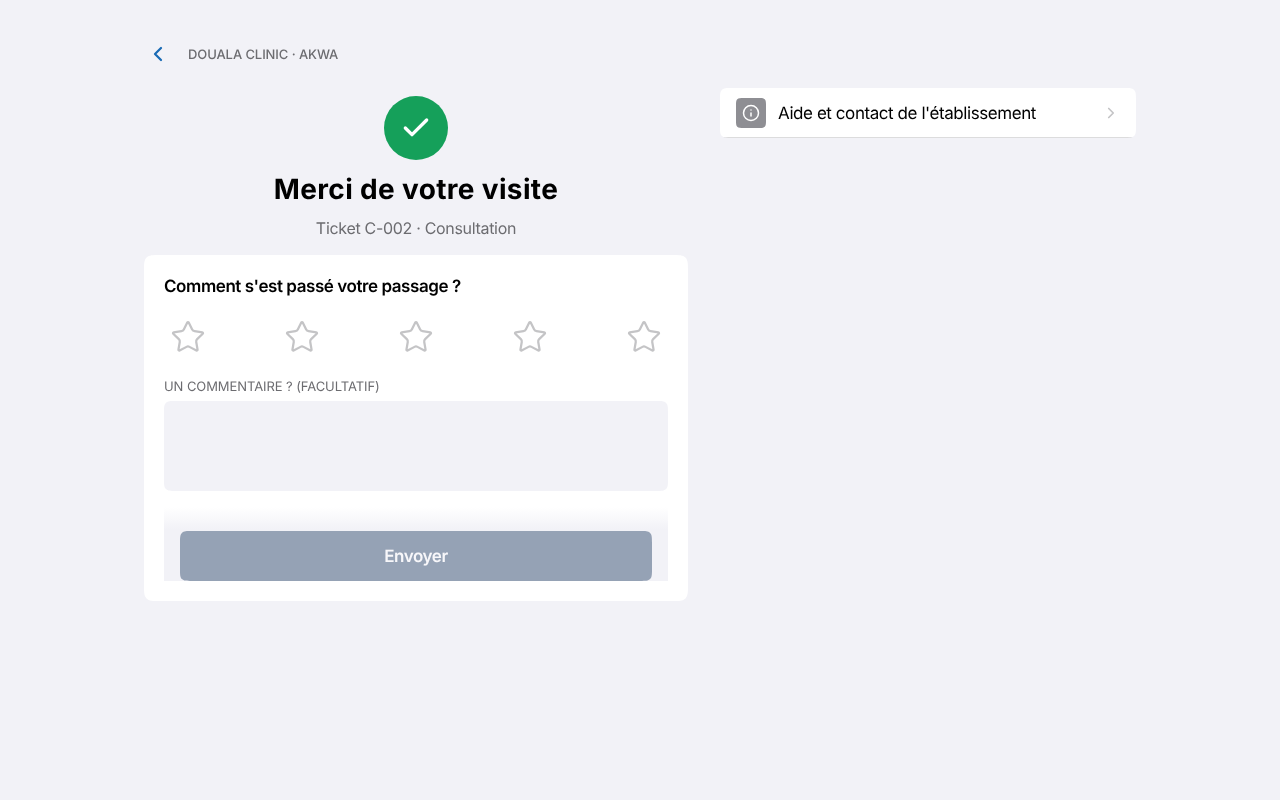 DOUALA CLINIC · AKWA
Merci de votre visite
Ticket C-002 · Consultation
Comment s'est passé votre passage ?
UN COMMENTAIRE ? (FACULTATIF)
Envoyer
Aide et contact de l'établissement